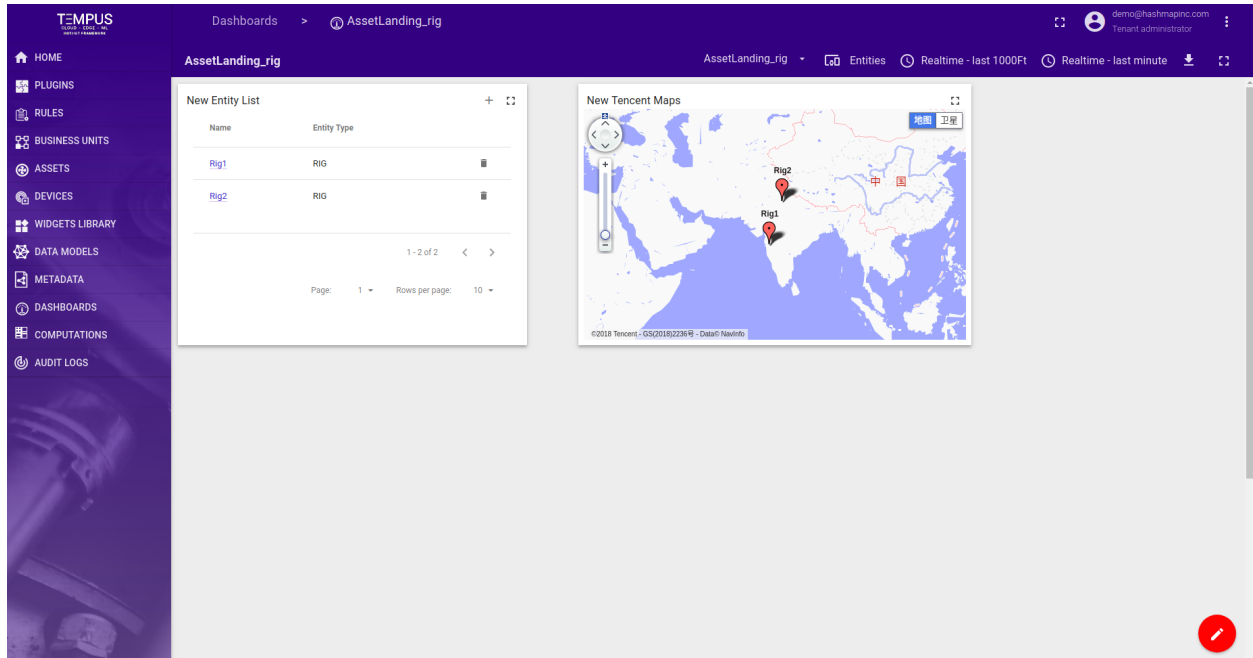 TEMPUS
CLOUD - EDGE - ML
Dashboards > AssetLanding_rig
demo@hashmapinc.com
Tenant administrator
AssetLanding_rig
AssetLanding_rig
Entities
Realtime - last 1000Ft
Realtime - last minute
HOME
PLUGINS
RULES
BUSINESS UNITS
ASSETS
DEVICES
WIDGETS LIBRARY
DATA MODELS
METADATA
DASHBOARDS
COMPUTATIONS
AUDIT LOGS
New Entity List
+
Name Entity Type
Rig1 RIG
Rig2 RIG
1 - 2 of 2 < >
Page: 1 Rows per page: 10
New Tencent Maps
地图 卫星
Rig2
中国
Rig1
©2018 Tencent - GS(2018)2236号 - Data© NavInfo